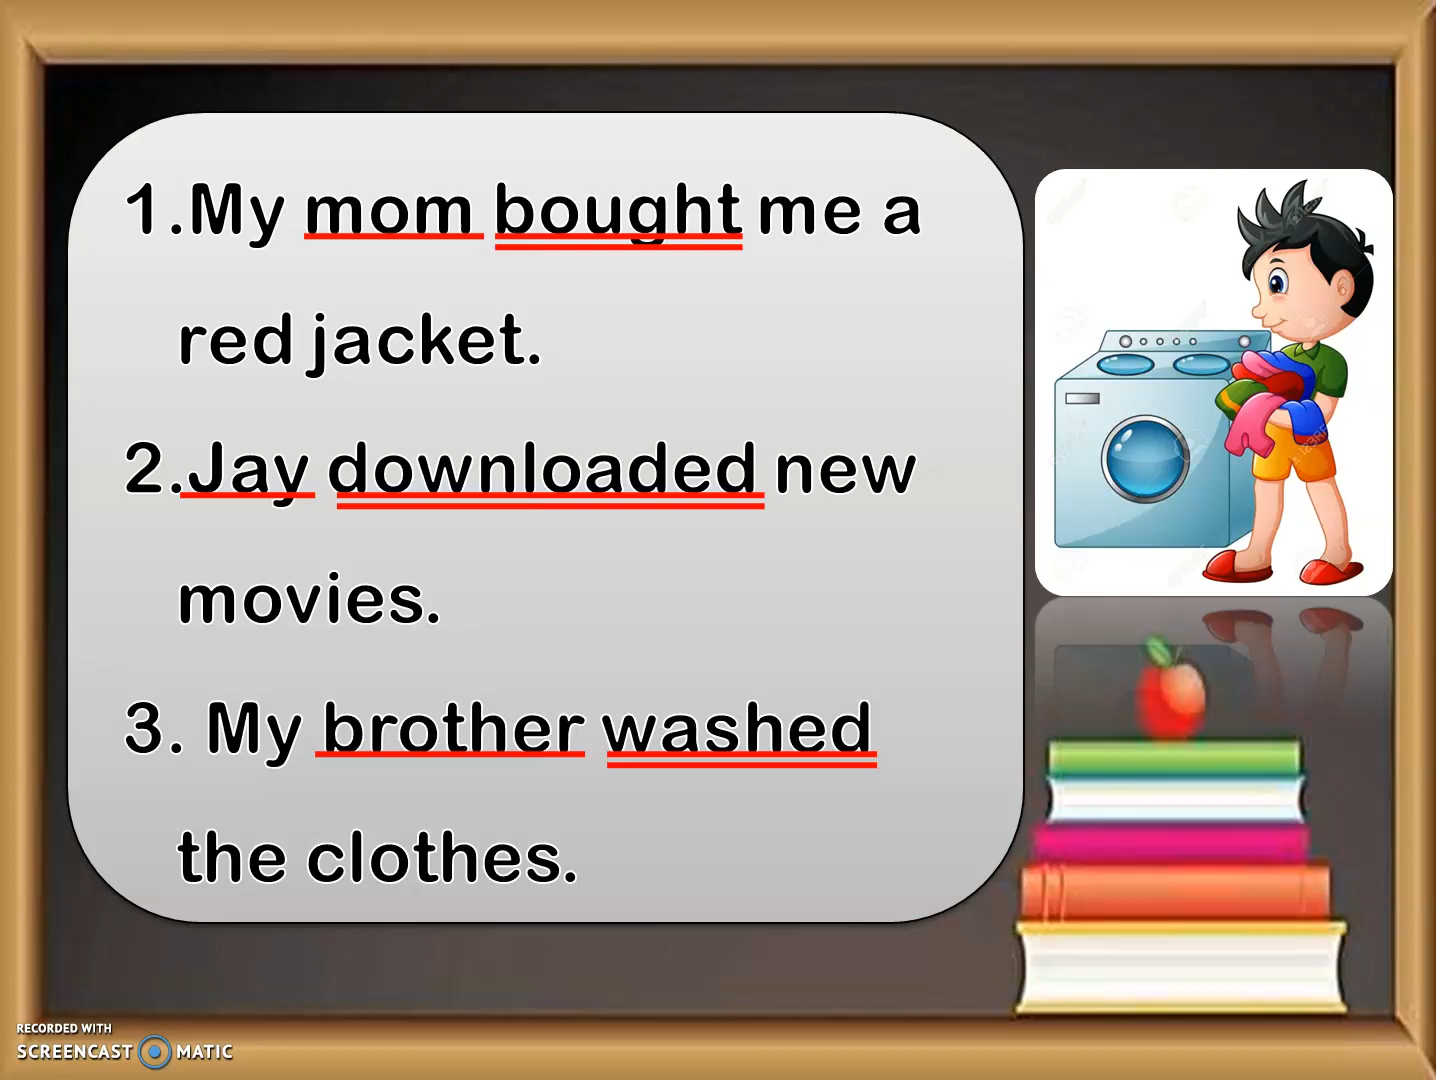 1.My mom bought me a
red jacket.
2.Jay downloaded new
movies.
3. My brother washed
the clothes.
RECORDED WITH
SCREENCAST MATIC